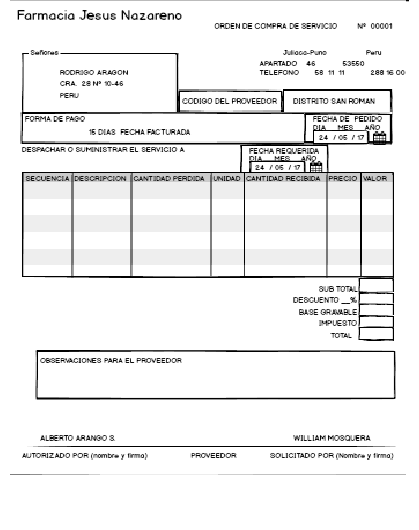 Farmacia Jesus Nazareno
ORDEN DE COMPRA DE SERVICIO Nº 00001
Señores
Juliaca-Puno Peru
APARTADO 46 53550
TELEFONO 58 11 11 288 16 00
RODRIGO ARAGON
CRA. 28 Nº 10-46
PERU
CODIGO DEL PROVEEDOR
DISTRITO SAN ROMAN
FORMA DE PAGO
15 DIAS FIECHA FACTURADA
FECHA DE PEDIDO
DIA MES AÑO
24 / 05 / 17
DESPACHAR O SUMINISTRAR EL SERVICIO A
FECHA REQUERIDA
DIA MES AÑO
24 / 05 / 17
SECUENCIA DESCRIPCION CANTIDAD PERDIDA UNIDAD CANTIDAD RECIBIDA PRECIO VALOR
SUB TOTAL
DESCUENTO __%
BASE GRAVABLE
IMPUESTO
TOTAL
OBSERVACIONES PARA EL PROVEEDOR
ALBERTO ARANGO S. WILLIAM MOSQUERA
AUTORIZADO POR (nombre y firma) PROVEEDOR SOLICITADO POR (Nombre y firma)